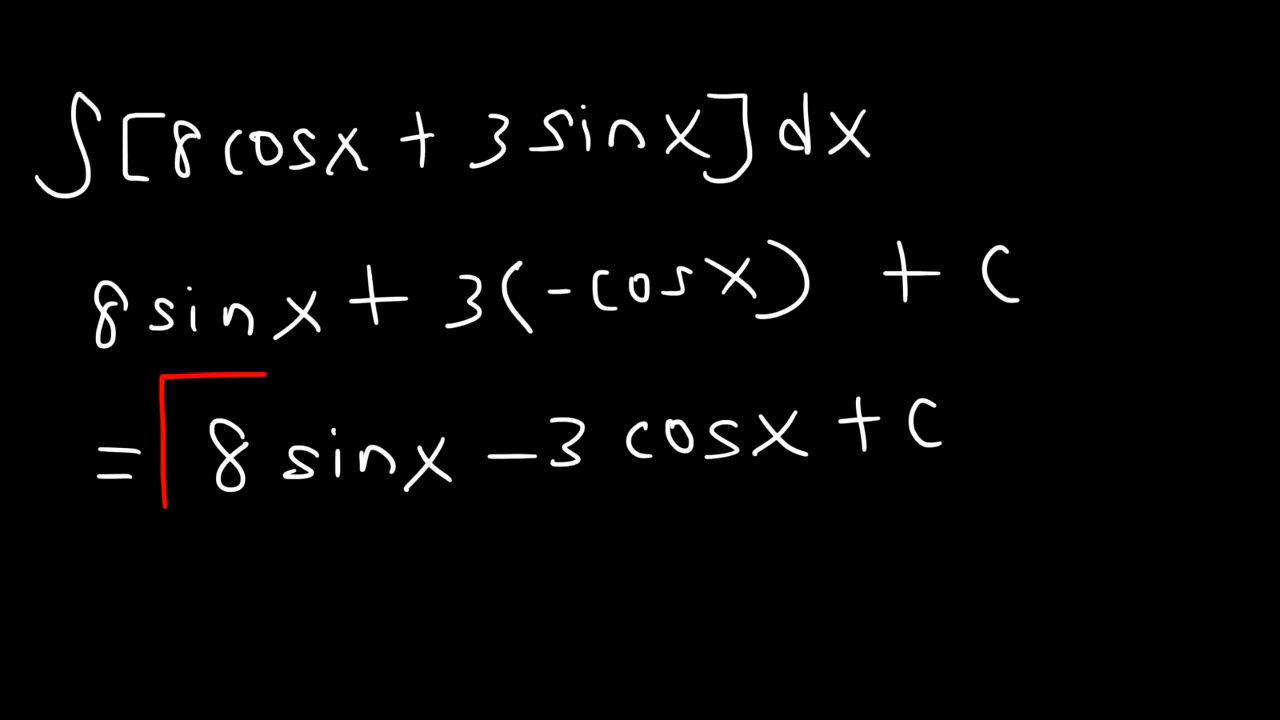 ∫[8cosx + 3sinx]dx
8sinx + 3(-cosx) + C
= 8sinx - 3cosx + C